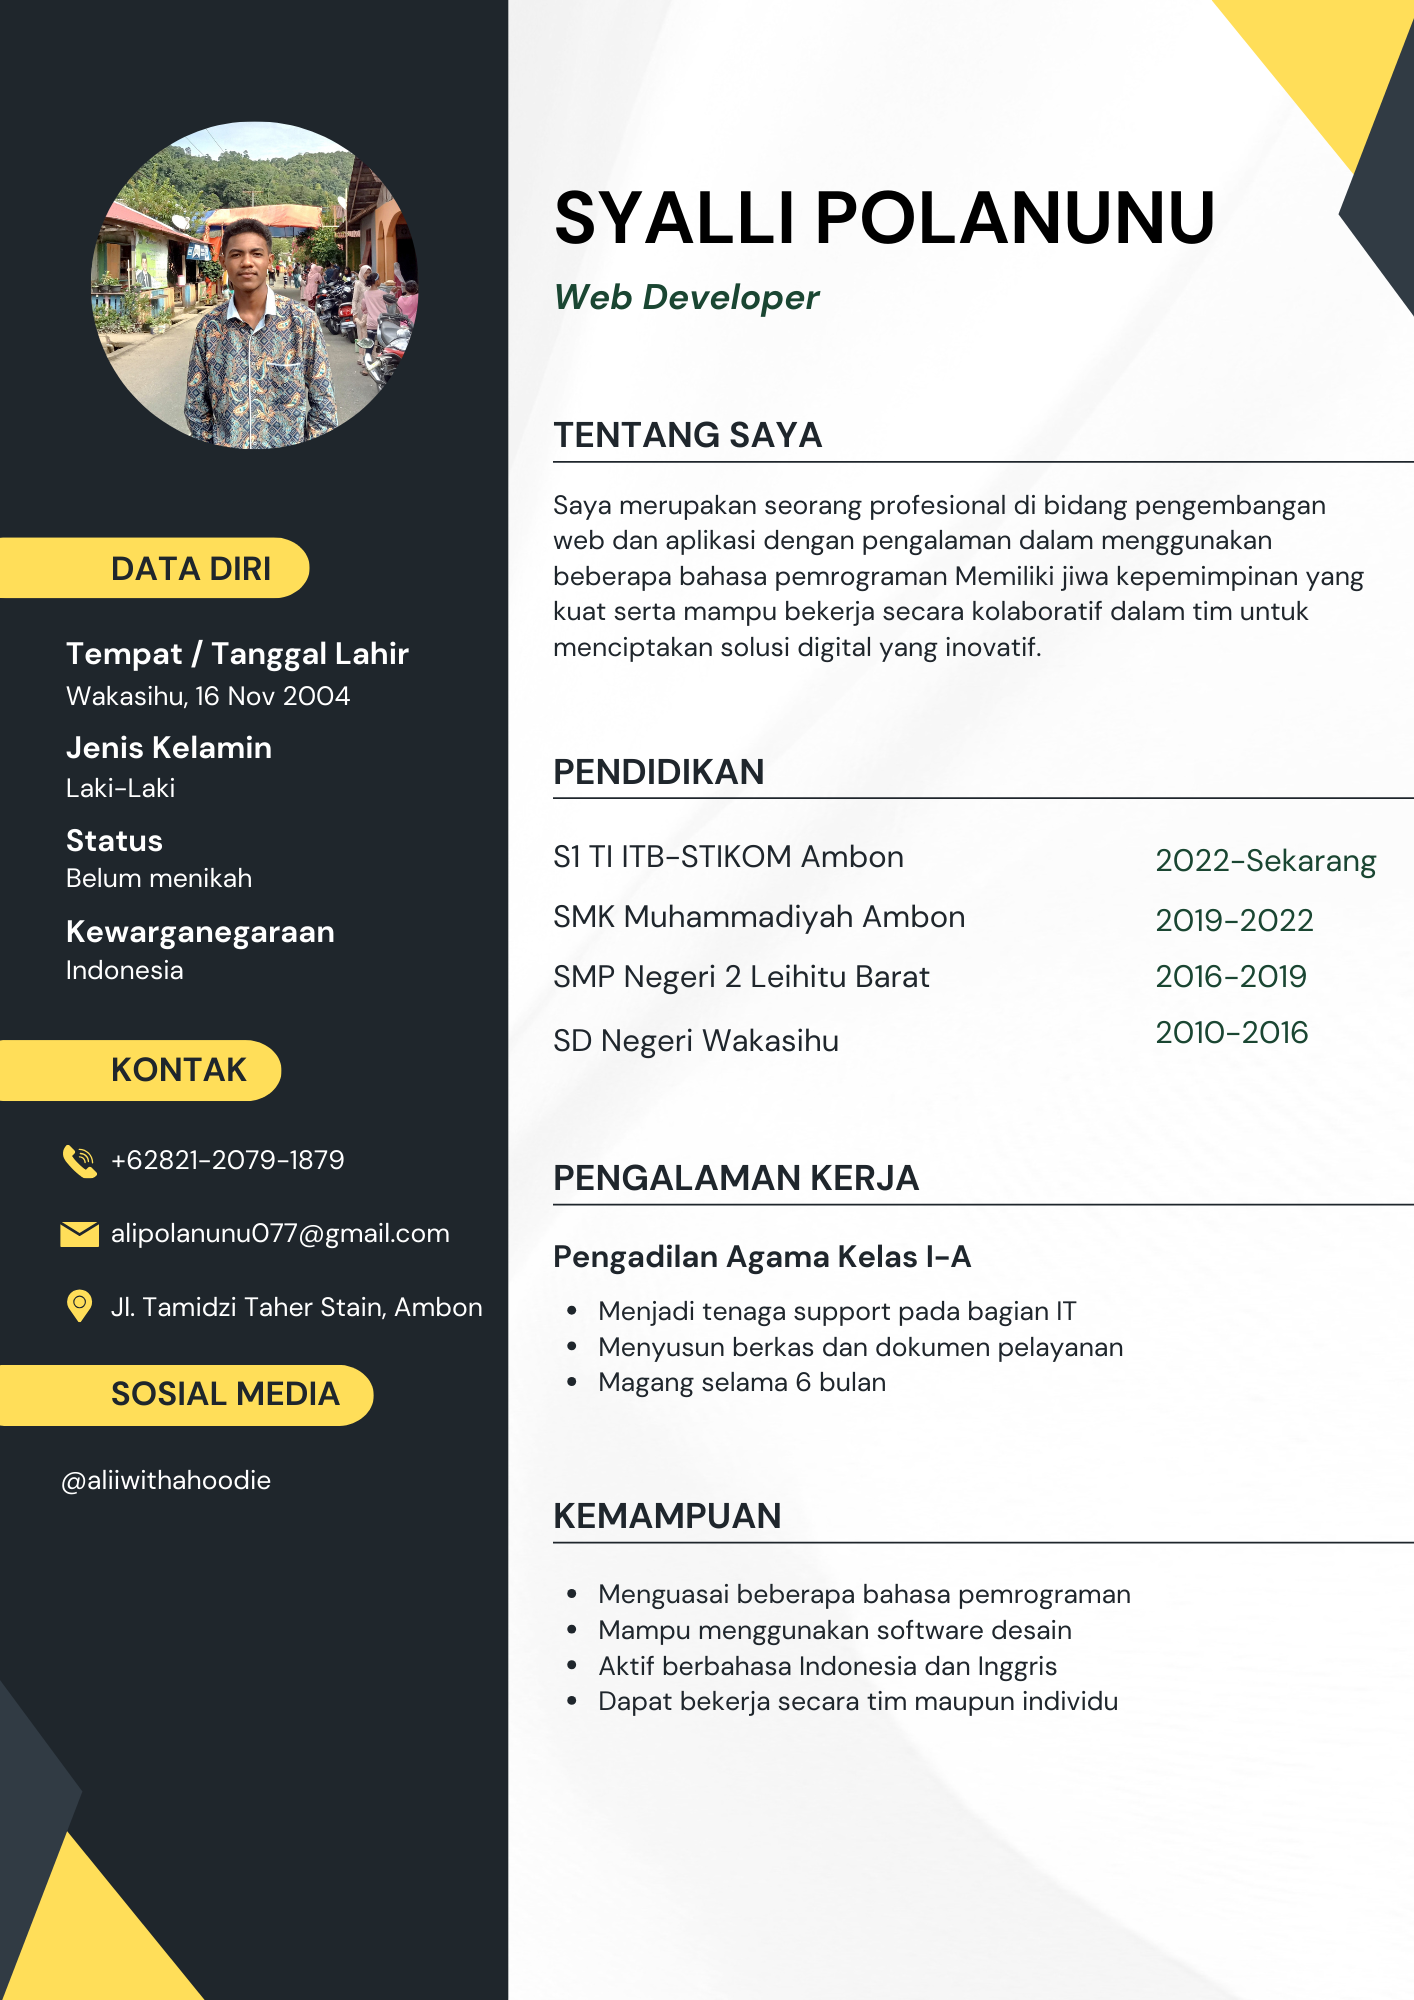 SYALLI POLANUNU
Web Developer
TENTANG SAYA
Saya merupakan seorang profesional di bidang pengembangan
web dan aplikasi dengan pengalaman dalam menggunakan
beberapa bahasa pemrograman Memiliki jiwa kepemimpinan yang
kuat serta mampu bekerja secara kolaboratif dalam tim untuk
menciptakan solusi digital yang inovatif.
DATA DIRI
Tempat / Tanggal Lahir
Wakasihu, 16 Nov 2004
Jenis Kelamin
Laki-Laki
Status
Belum menikah
Kewarganegaraan
Indonesia
KONTAK
+62821-2079-1879
alipolanunu077@gmail.com
Jl. Tamidzi Taher Stain, Ambon
SOSIAL MEDIA
@aliiwithahoodie
PENDIDIKAN
S1 TI ITB-STIKOM Ambon 2022-Sekarang
SMK Muhammadiyah Ambon 2019-2022
SMP Negeri 2 Leihitu Barat 2016-2019
SD Negeri Wakasihu 2010-2016
PENGALAMAN KERJA
Pengadilan Agama Kelas I-A
• Menjadi tenaga support pada bagian IT
• Menyusun berkas dan dokumen pelayanan
• Magang selama 6 bulan
KEMAMPUAN
• Menguasai beberapa bahasa pemrograman
• Mampu menggunakan software desain
• Aktif berbahasa Indonesia dan Inggris
• Dapat bekerja secara tim maupun individu